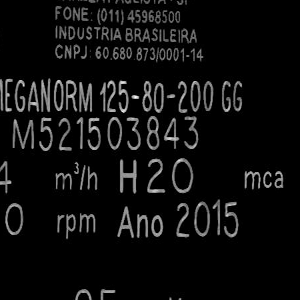 FONE: (011) 45968500
INDUSTRIA BRASILEIRA
CNPJ: 60.680.873/0001-14
MEGANORM 125-80-200 GG
M521503843
4 m³/h H2O mca
0 rpm Ano 2015